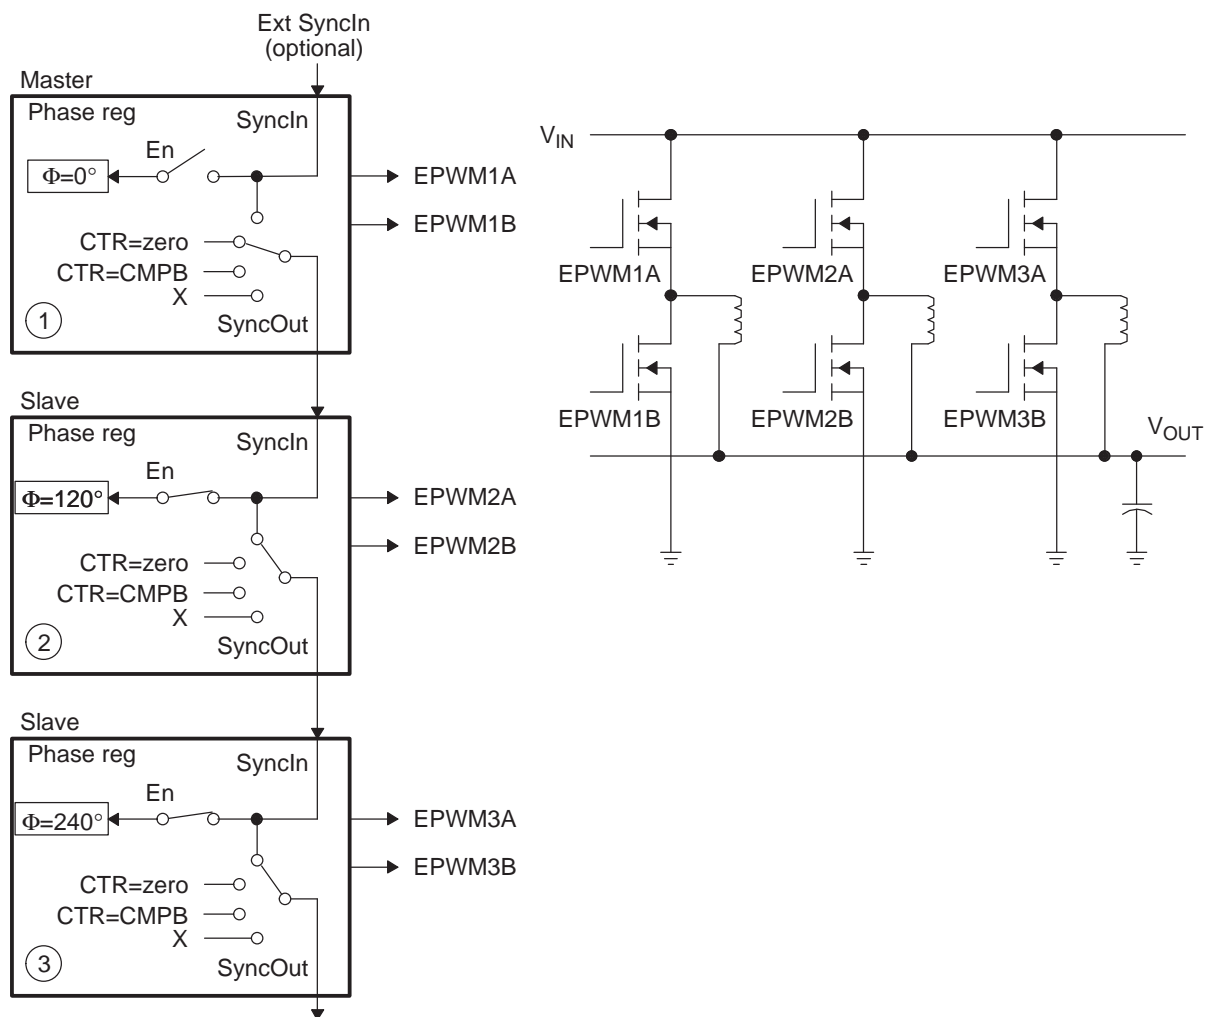 Ext SyncIn
(optional)
Master
Phase reg
SyncIn
En
Φ=0°
EPWM1A
EPWM1B
CTR=zero
CTR=CMPB
X
1
SyncOut
Slave
Phase reg
SyncIn
En
Φ=120°
EPWM2A
EPWM2B
CTR=zero
CTR=CMPB
X
2
SyncOut
Slave
Phase reg
SyncIn
En
Φ=240°
EPWM3A
EPWM3B
CTR=zero
CTR=CMPB
X
3
SyncOut
VIN
EPWM1A
EPWM2A
EPWM3A
EPWM1B
EPWM2B
EPWM3B
VOUT